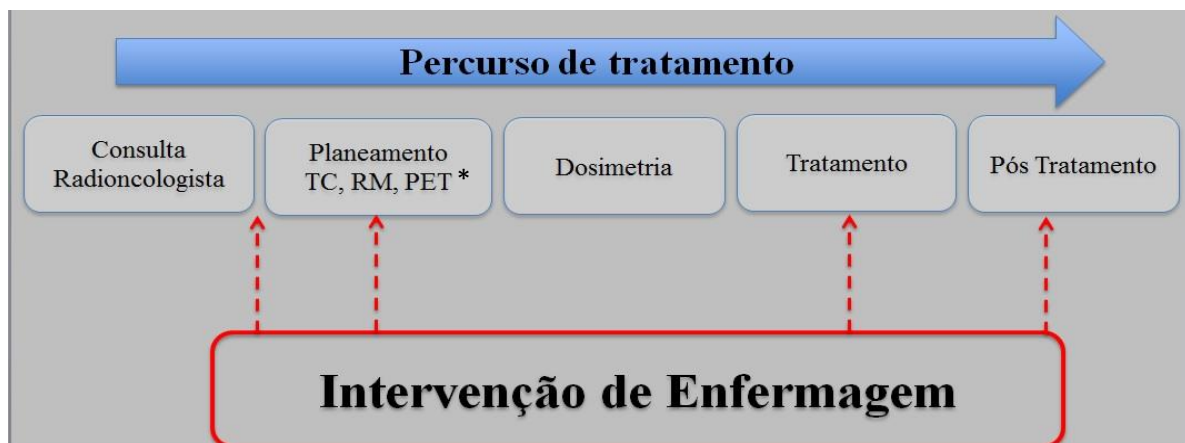 Percurso de tratamento
Consulta
Radioncologista
Planeamento
TC, RM, PET *
Dosimetria
Tratamento
Pós Tratamento
Intervenção de Enfermagem